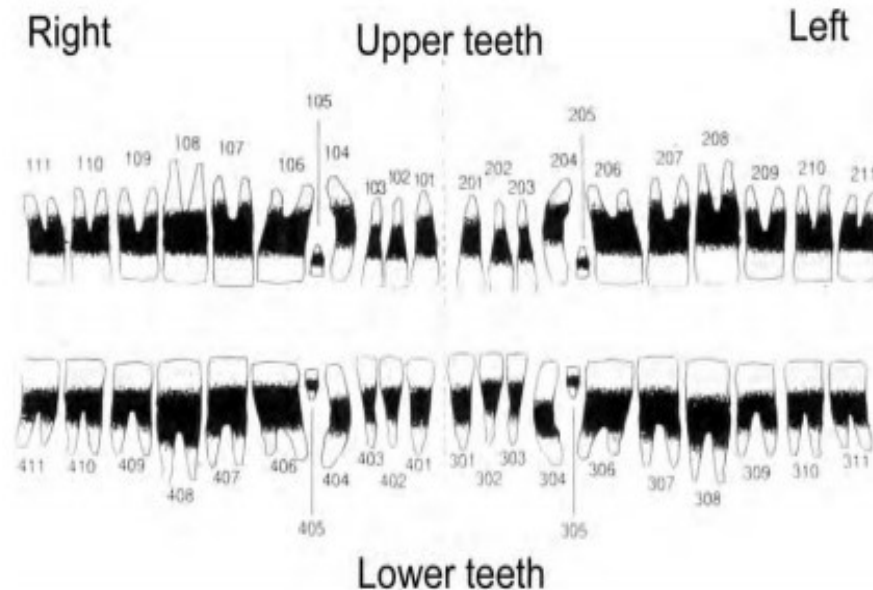 Right Upper teeth Left
105 205
111 110 109 108 107 106 104 103 102 101 201 202 203 204 206 207 208 209 210 211
411 410 409 408 407 406 404 403 402 401 301 302 303 304 306 307 308 309 310 311
405 305
Lower teeth